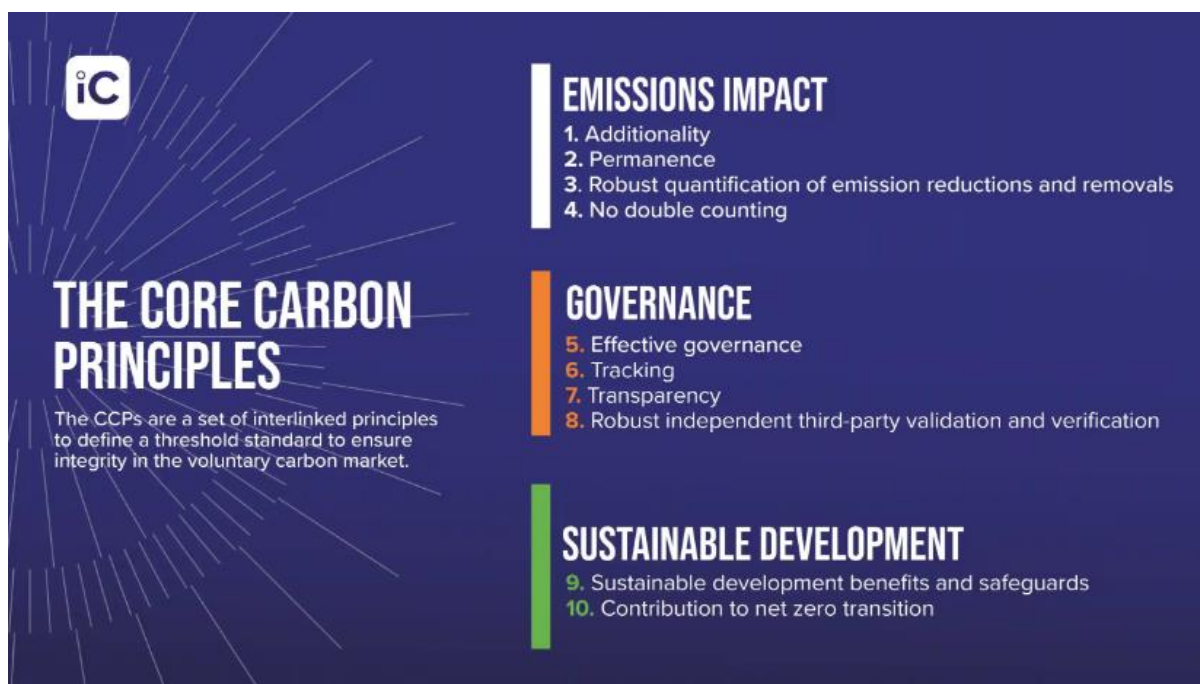 iC
THE CORE CARBON
PRINCIPLES
The CCPs are a set of interlinked principles
to define a threshold standard to ensure
integrity in the voluntary carbon market.
EMISSIONS IMPACT
1. Additionality
2. Permanence
3. Robust quantification of emission reductions and removals
4. No double counting
GOVERNANCE
5. Effective governance
6. Tracking
7. Transparency
8. Robust independent third-party validation and verification
SUSTAINABLE DEVELOPMENT
9. Sustainable development benefits and safeguards
10. Contribution to net zero transition